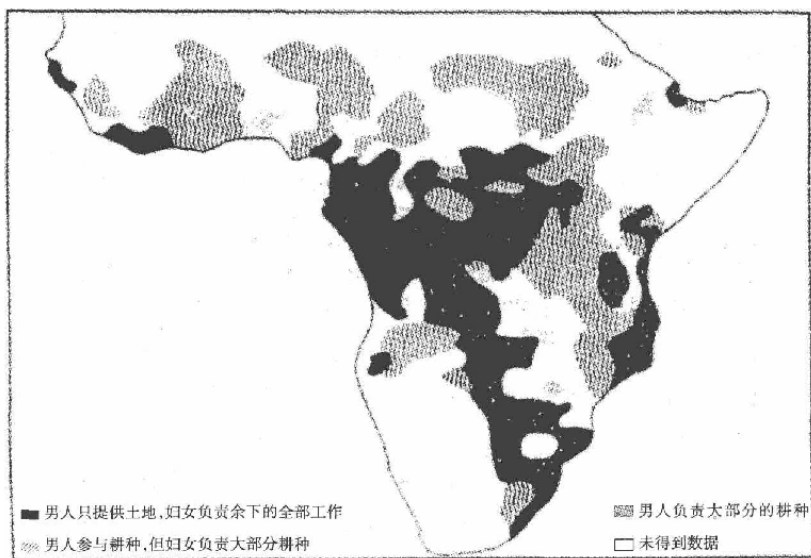 男人只提供土地,妇女负责余下的全部工作
男人负责大部分的耕种
男人参与耕种,但妇女负责大部分耕种
未得到数据